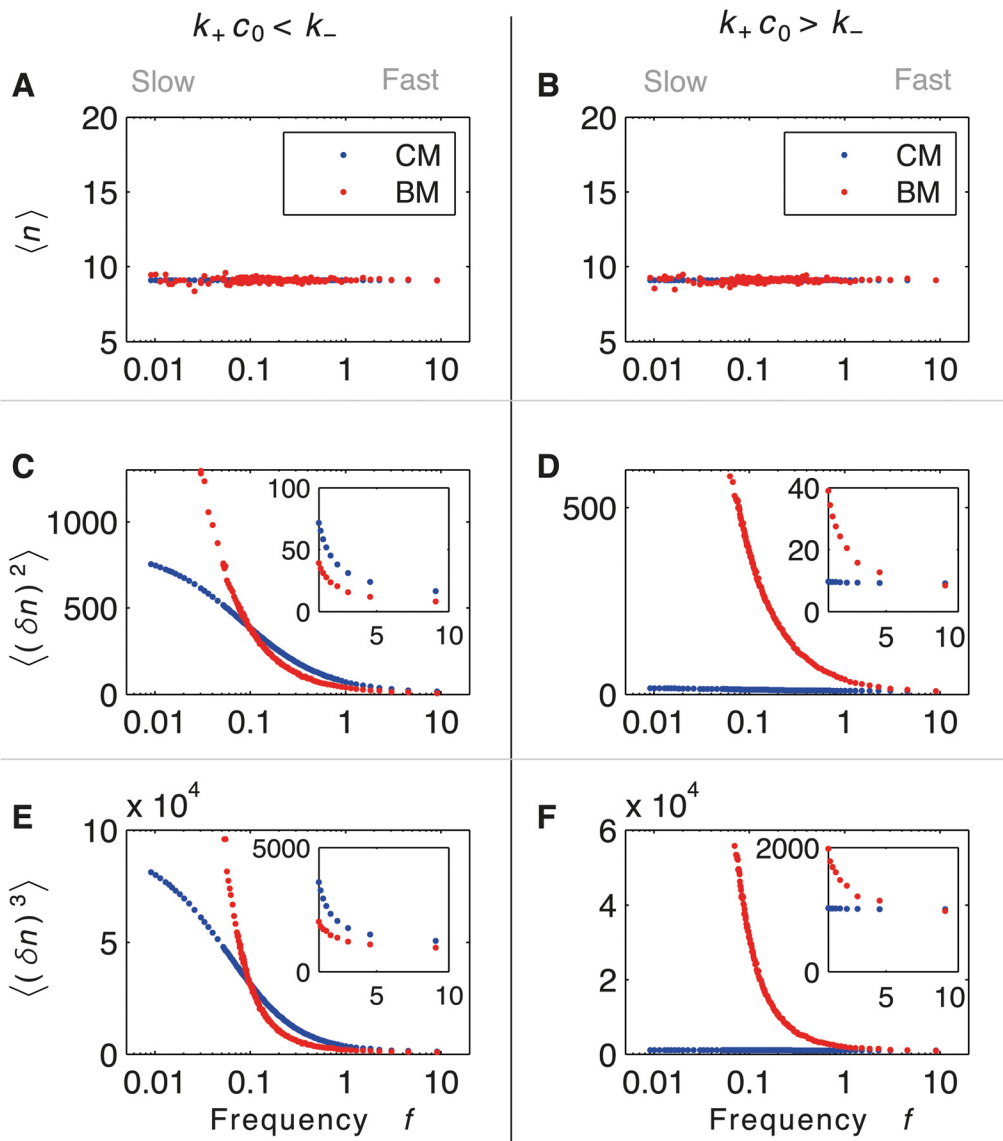 k₊ c₀ < k₋
k₊ c₀ > k₋
A
Slow
Fast
20
15
10
5
⟨n⟩
CM
BM
0.01 0.1 1 10
B
Slow
Fast
20
15
10
5
CM
BM
0.01 0.1 1 10
C
1000
500
0
⟨(δn)²⟩
100
50
0
5 10
0.01 0.1 1 10
D
500
0
40
20
0
5 10
0.01 0.1 1 10
E
x 10⁴
10
5
0
⟨(δn)³⟩
5000
0
5 10
0.01 0.1 1 10
Frequency f
F
x 10⁴
6
4
2
0
2000
0
5 10
0.01 0.1 1 10
Frequency f